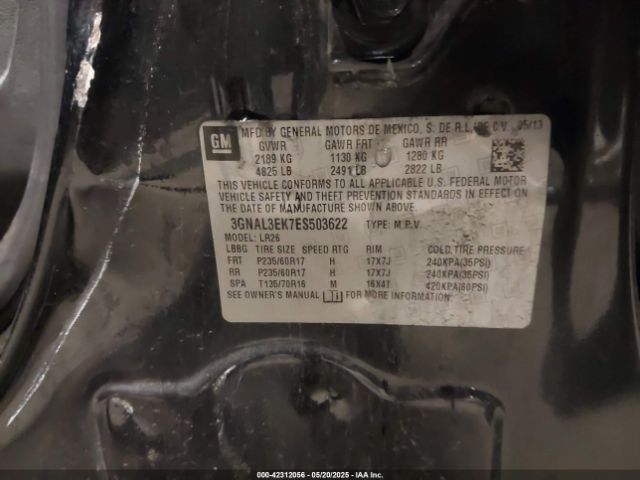 GM
MFD BY GENERAL MOTORS DE MEXICO, S. DE R.L. DE C.V. 05/13
GVWR GAWR FRT GAWR RR
2189 KG 1130 KG 1280 KG
4825 LB 2491 LB 2822 LB
THIS VEHICLE CONFORMS TO ALL APPLICABLE U.S. FEDERAL MOTOR
VEHICLE SAFETY AND THEFT PREVENTION STANDARDS IN EFFECT ON
THE DATE OF MANUFACTURE SHOWN ABOVE.
3GNAL3EK7ES503622 TYPE: M.P.V.
MODEL: LR26
LBBG TIRE SIZE SPEED RTG RIM COLD TIRE PRESSURE
FRT P235/60R17 H 17X7J 240KPA(35PSI)
RR P235/60R17 H 17X7J 240KPA(35PSI)
SPA T135/70R16 M 16X4T 420KPA(60PSI)
SEE OWNER'S MANUAL FOR MORE INFORMATION.
000-42312056 - 05/20/2025 - IAA Inc.